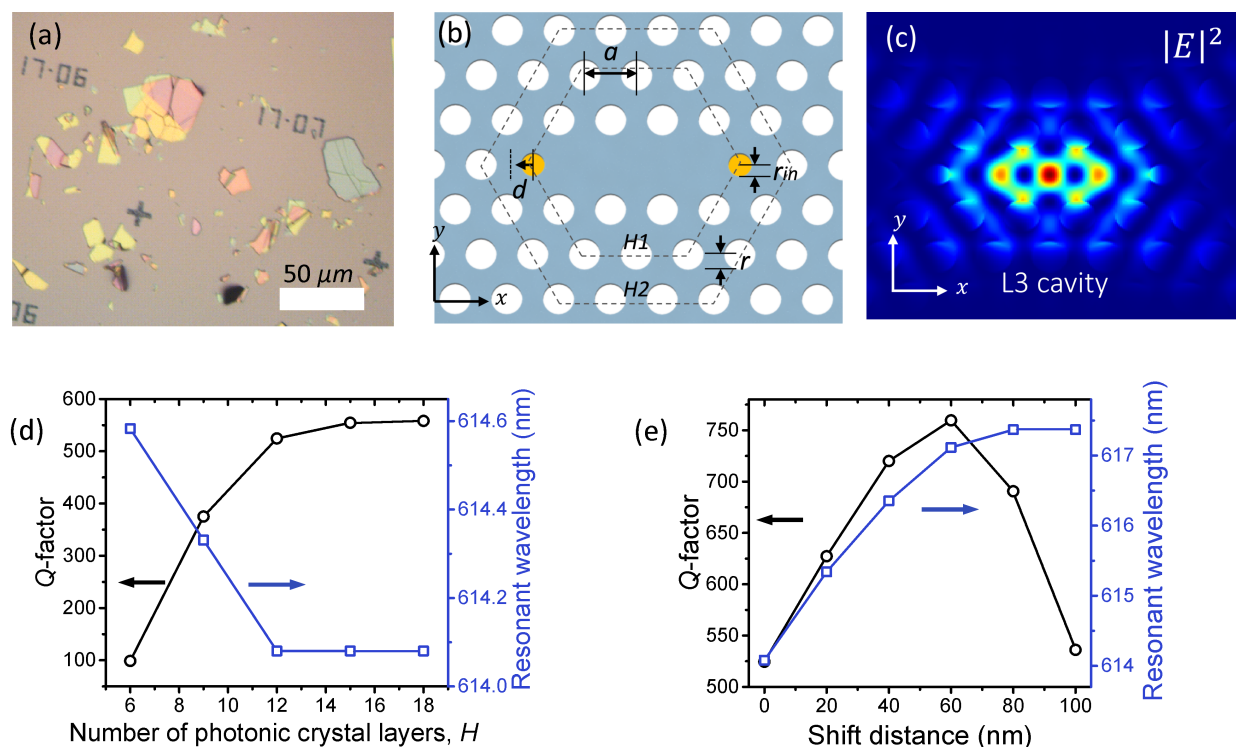 (a)
17-06
17-07
06
50 μm
(b)
a
d
r_in
H1
r
H2
y
x
(c)
|E|²
y
x
L3 cavity
(d)
600
500
400
300
200
100
Q-factor
614.6
614.4
614.2
614.0
Resonant wavelength (nm)
6 8 10 12 14 16 18
Number of photonic crystal layers, H
(e)
750
700
650
600
550
500
Q-factor
617
616
615
614
Resonant wavelength (nm)
0 20 40 60 80 100
Shift distance (nm)